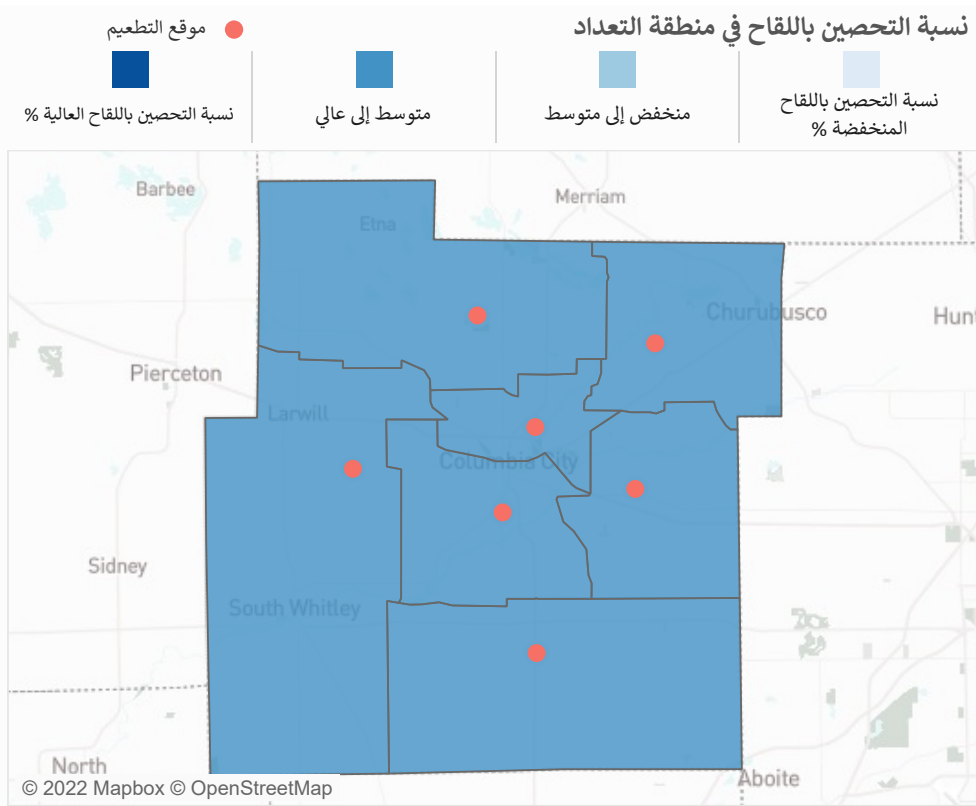 نسبة التحصين باللقاح في منطقة التعداد
موقع التطعيم
نسبة التحصين باللقاح
المنخفضة %
منخفض إلى متوسط
متوسط إلى عالي
نسبة التحصين باللقاح العالية %
Barbee
Merriam
Etna
Churubusco
Hunt
Pierceton
Larwill
Columbia City
Sidney
South Whitley
North
Aboite
© 2022 Mapbox © OpenStreetMap